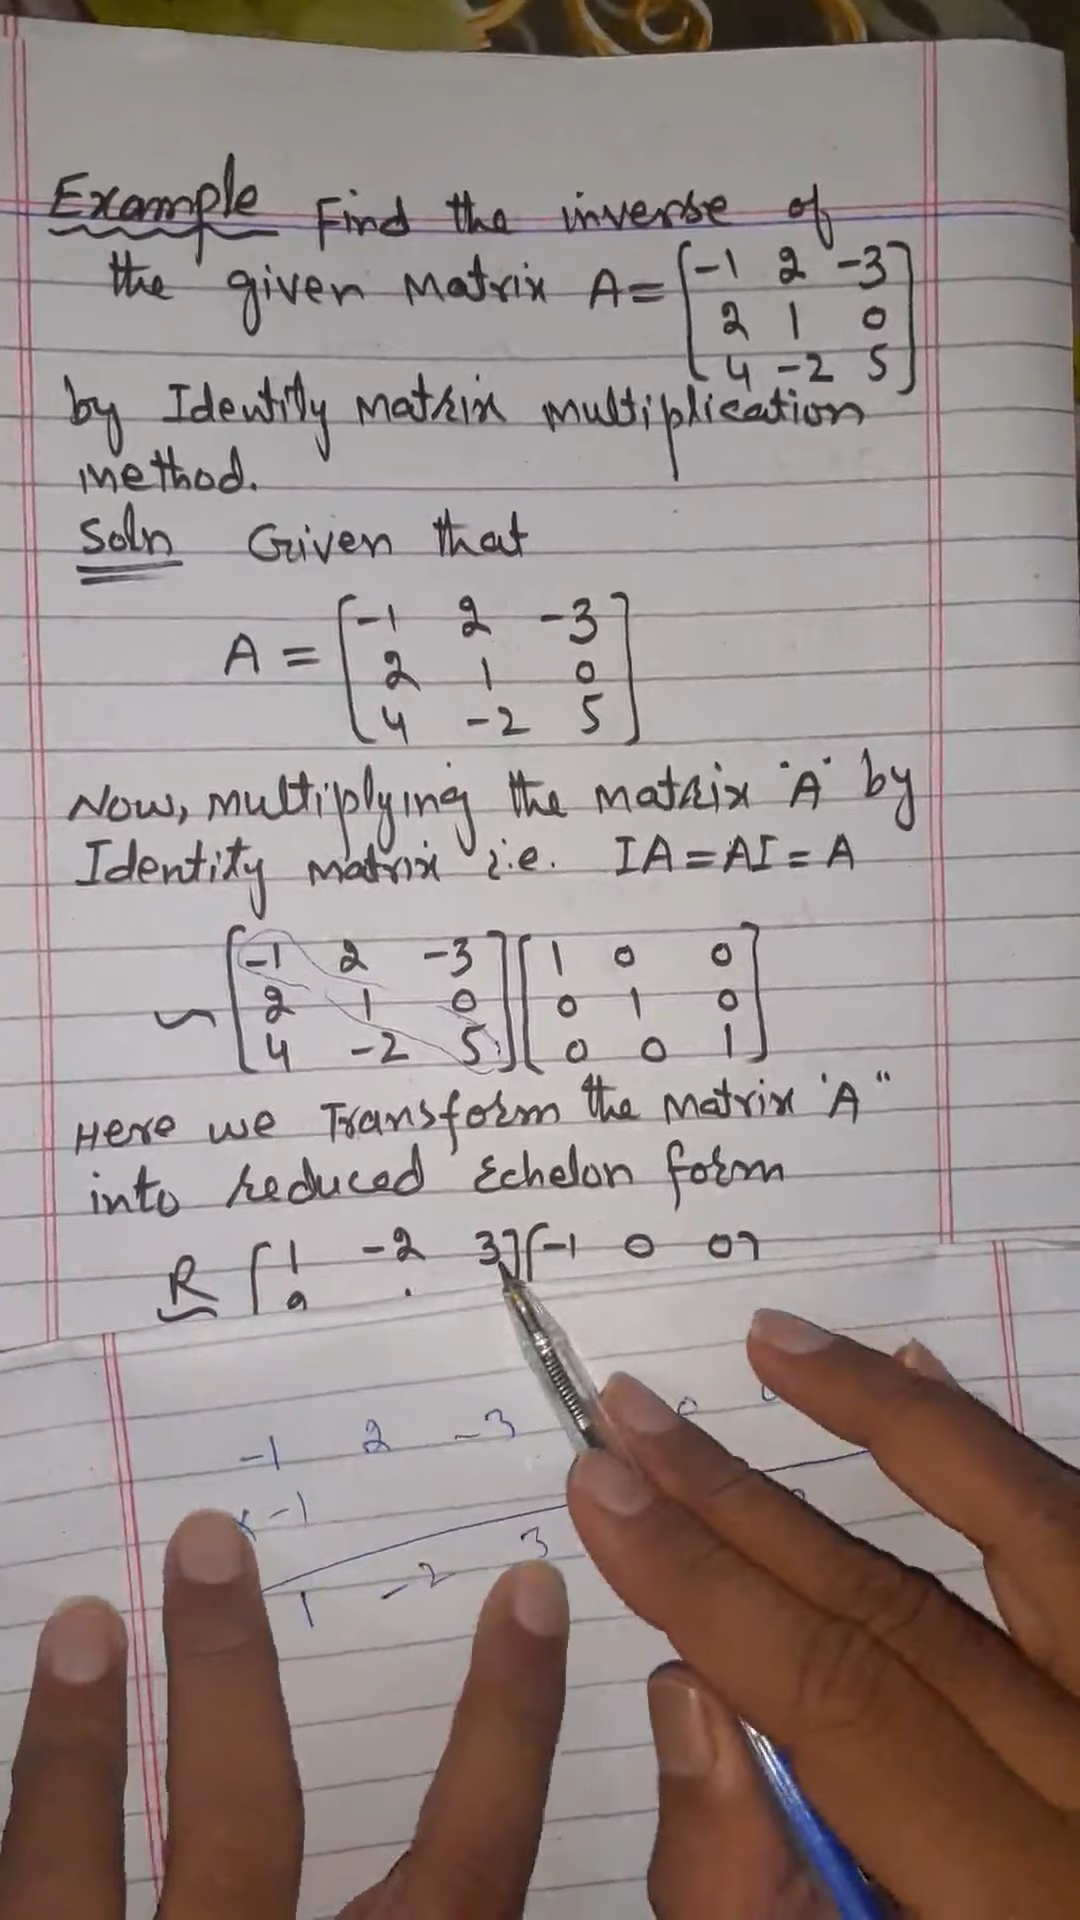 Example Find the inverse of
the given Matrix A = [-1 2 -3
2 1 0
4 -2 5]
by Identity matrix multiplication
method.
Soln Given that
A = [-1 2 -3
2 1 0
4 -2 5]
Now, multiplying the matrix "A" by
Identity matrix i.e. IA = AI = A
~ [-1 2 -3] [1 0 0
2 1 0 0 1 0
4 -2 5] 0 0 1]
Here we Transform the matrix "A"
into reduced Echelon form
R [1 -2 3] [-1 0 0]
-1 2 -3
x -1
1 -2 3